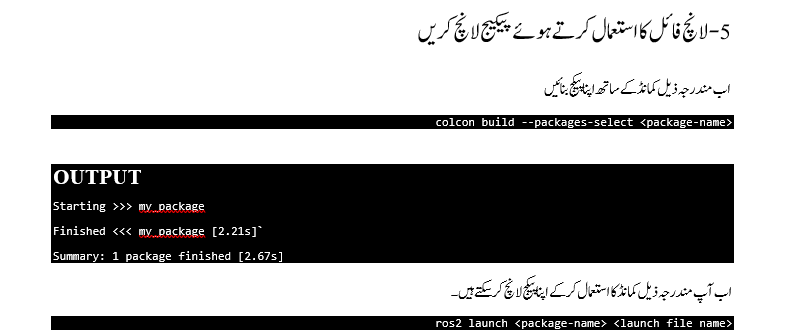 5-لانچ فائل کا استعمال کرتے ہوئے پیکیج لانچ کریں
اب مندرجہ ذیل کمانڈ کے ساتھ اپنا پیکیج بنائیں
colcon build --packages-select <package-name>
OUTPUT
Starting >>> my_package
Finished <<< my_package [2.21s]`
Summary: 1 package finished [2.67s]
اب آپ مندرجہ ذیل کمانڈ کا استعمال کرکے اپنا پیکیج لانچ کر سکتے ہیں۔
ros2 launch <package-name> <launch file name>